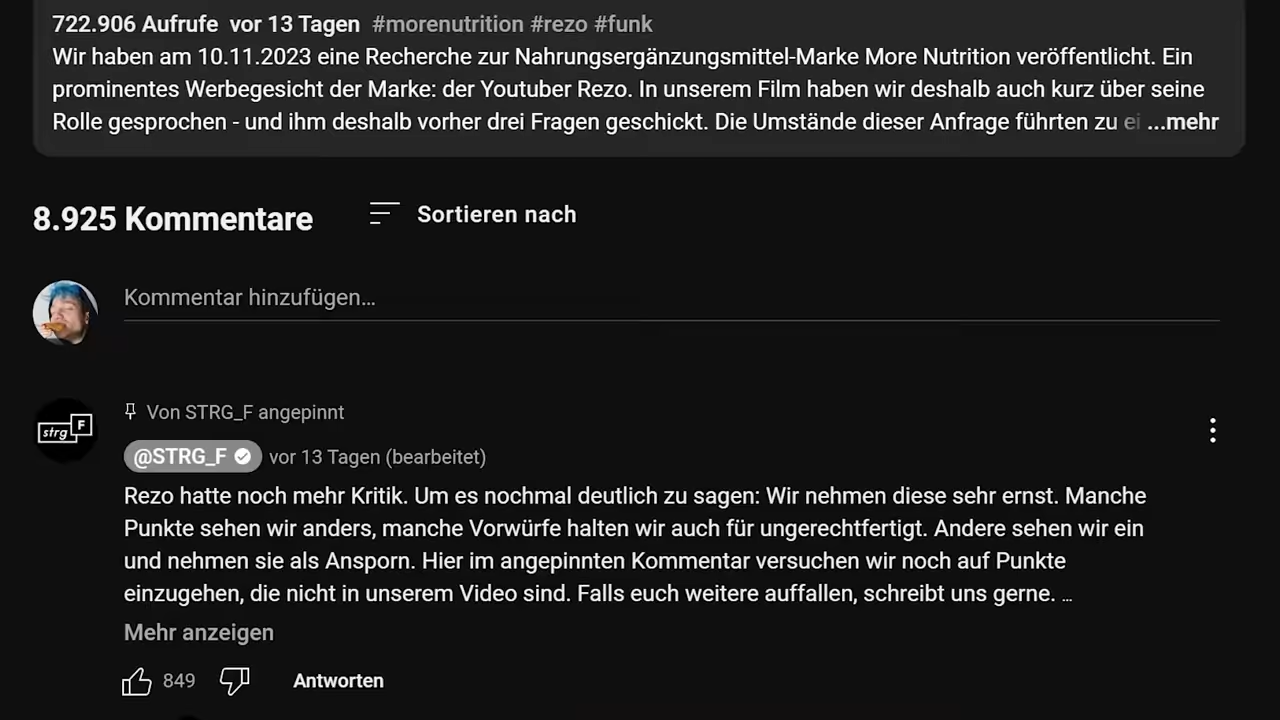 722.906 Aufrufe vor 13 Tagen #morenutrition #rezo #funk
Wir haben am 10.11.2023 eine Recherche zur Nahrungsergänzungsmittel-Marke More Nutrition veröffentlicht. Ein
prominentes Werbegesicht der Marke: der Youtuber Rezo. In unserem Film haben wir deshalb auch kurz über seine
Rolle gesprochen - und ihm deshalb vorher drei Fragen geschickt. Die Umstände dieser Anfrage führten zu ei ...mehr
8.925 Kommentare
Sortieren nach
Kommentar hinzufügen...
strg F
Von STRG_F angepinnt
@STRG_F vor 13 Tagen (bearbeitet)
Rezo hatte noch mehr Kritik. Um es nochmal deutlich zu sagen: Wir nehmen diese sehr ernst. Manche
Punkte sehen wir anders, manche Vorwürfe halten wir auch für ungerechtfertigt. Andere sehen wir ein
und nehmen sie als Ansporn. Hier im angepinnten Kommentar versuchen wir noch auf Punkte
einzugehen, die nicht in unserem Video sind. Falls euch weitere auffallen, schreibt uns gerne. ...
Mehr anzeigen
849
Antworten